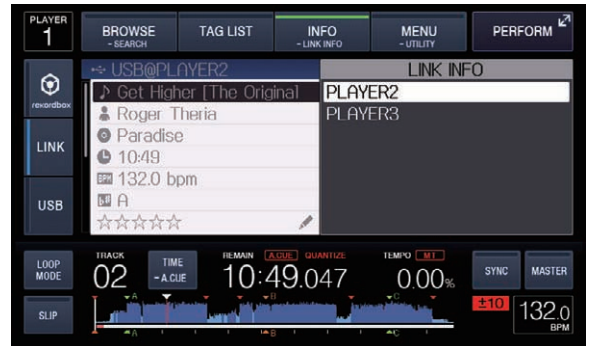 PLAYER
1
BROWSE
- SEARCH
TAG LIST
INFO
- LINK INFO
MENU
- UTILITY
PERFORM
rekordbox
LINK
USB
USB@PLAYER2
Get Higher [The Original
Roger Theria
Paradise
10:49
BPM 132.0 bpm
A
LINK INFO
PLAYER2
PLAYER3
LOOP
MODE
SLIP
TRACK
02
TIME
- A.CUE
REMAIN A.CUE QUANTIZE
10:49.047
TEMPO MT
0.00%
SYNC
MASTER
A B C
A B C
±10
132.0
BPM